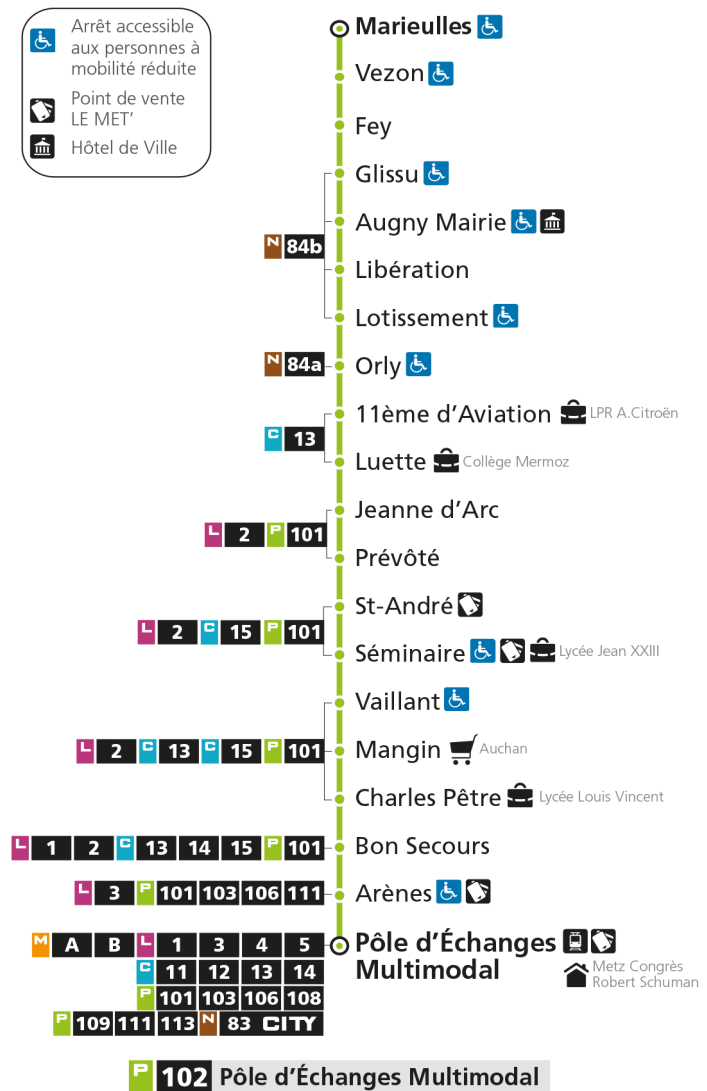 Arrêt accessible
aux personnes à
mobilité réduite
Point de vente
LE MET'
Hôtel de Ville
Marieulles
Vezon
Fey
Glissu
Augny Mairie
N 84b
Libération
Lotissement
N 84a Orly
11ème d'Aviation LPR A.Citroën
C 13
Luette Collège Mermoz
Jeanne d'Arc
L 2 P 101
Prévôté
St-André
L 2 C 15 P 101
Séminaire Lycée Jean XXIII
Vaillant
L 2 C 13 C 15 P 101 Mangin Auchan
Charles Pêtre Lycée Louis Vincent
L 1 2 C 13 14 15 P 101 Bon Secours
L 3 P 101 103 106 111 Arènes
M A B L 1 3 4 5 Pôle d'Échanges
C 11 12 13 14 Multimodal Metz Congrès
Robert Schuman
P 101 103 106 108
P 109 111 113 N 83 CITY
P 102 Pôle d'Échanges Multimodal